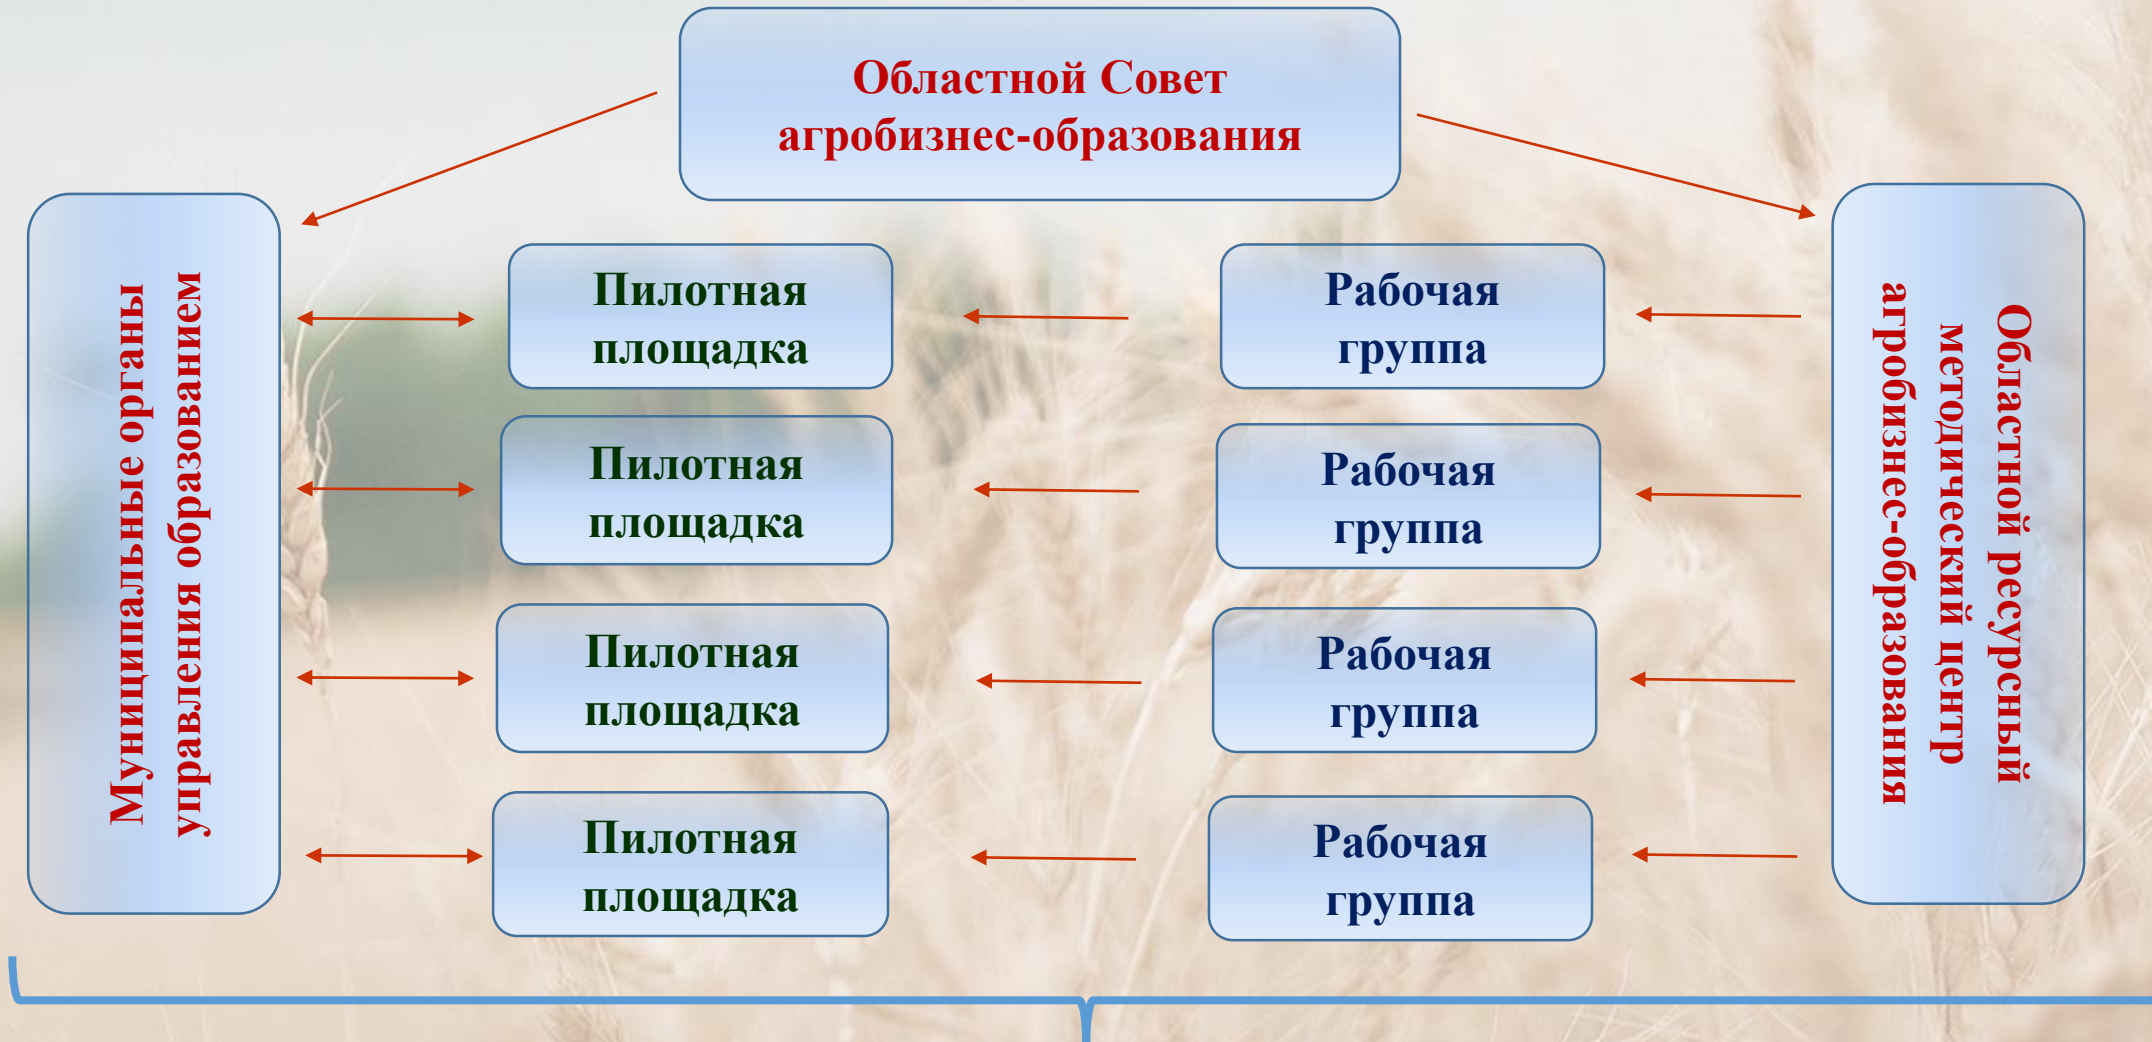 Областной Совет
агробизнес-образования
Муниципальные органы
управления образованием
Пилотная
площадка
Рабочая
группа
Пилотная
площадка
Рабочая
группа
Пилотная
площадка
Рабочая
группа
Пилотная
площадка
Рабочая
группа
Областной ресурсный
методический центр
агробизнес-образования